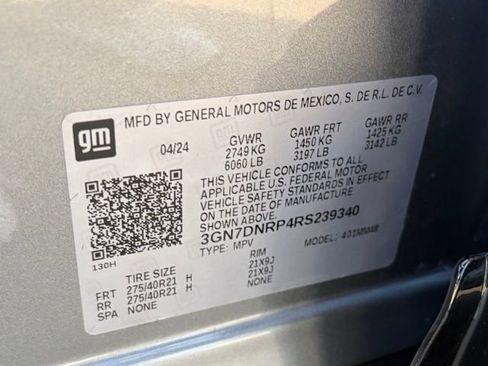 gm
MFD BY GENERAL MOTORS DE MEXICO, S. DE R.L. DE C.V.
04/24 GVWR GAWR FRT GAWR RR
2749 KG 1450 KG 1425 KG
6060 LB 3197 LB 3142 LB
THIS VEHICLE CONFORMS TO ALL
APPLICABLE U.S. FEDERAL MOTOR
VEHICLE SAFETY STANDARDS IN EFFECT
ON THE DATE OF MANUFACTURE
SHOWN ABOVE.
3GN7DNRP4RS239340
TYPE: MPV MODEL:
130H
TIRE SIZE RIM
FRT 275/40R21 H 21X9J
RR 275/40R21 H 21X9J
SPA NONE NONE